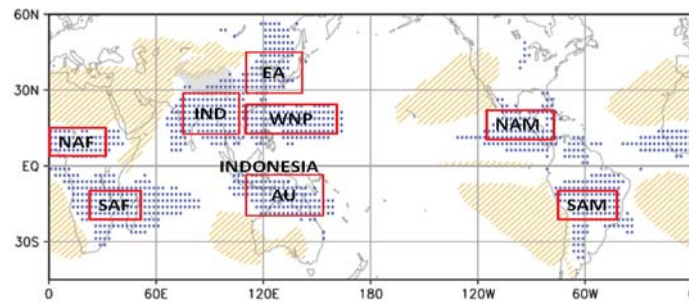 60N
EA
30N
IND
WNP
NAM
NAF
EQ
INDONESIA
AU
SAF
SAM
30S
0
60E
120E
180
120W
60W
0